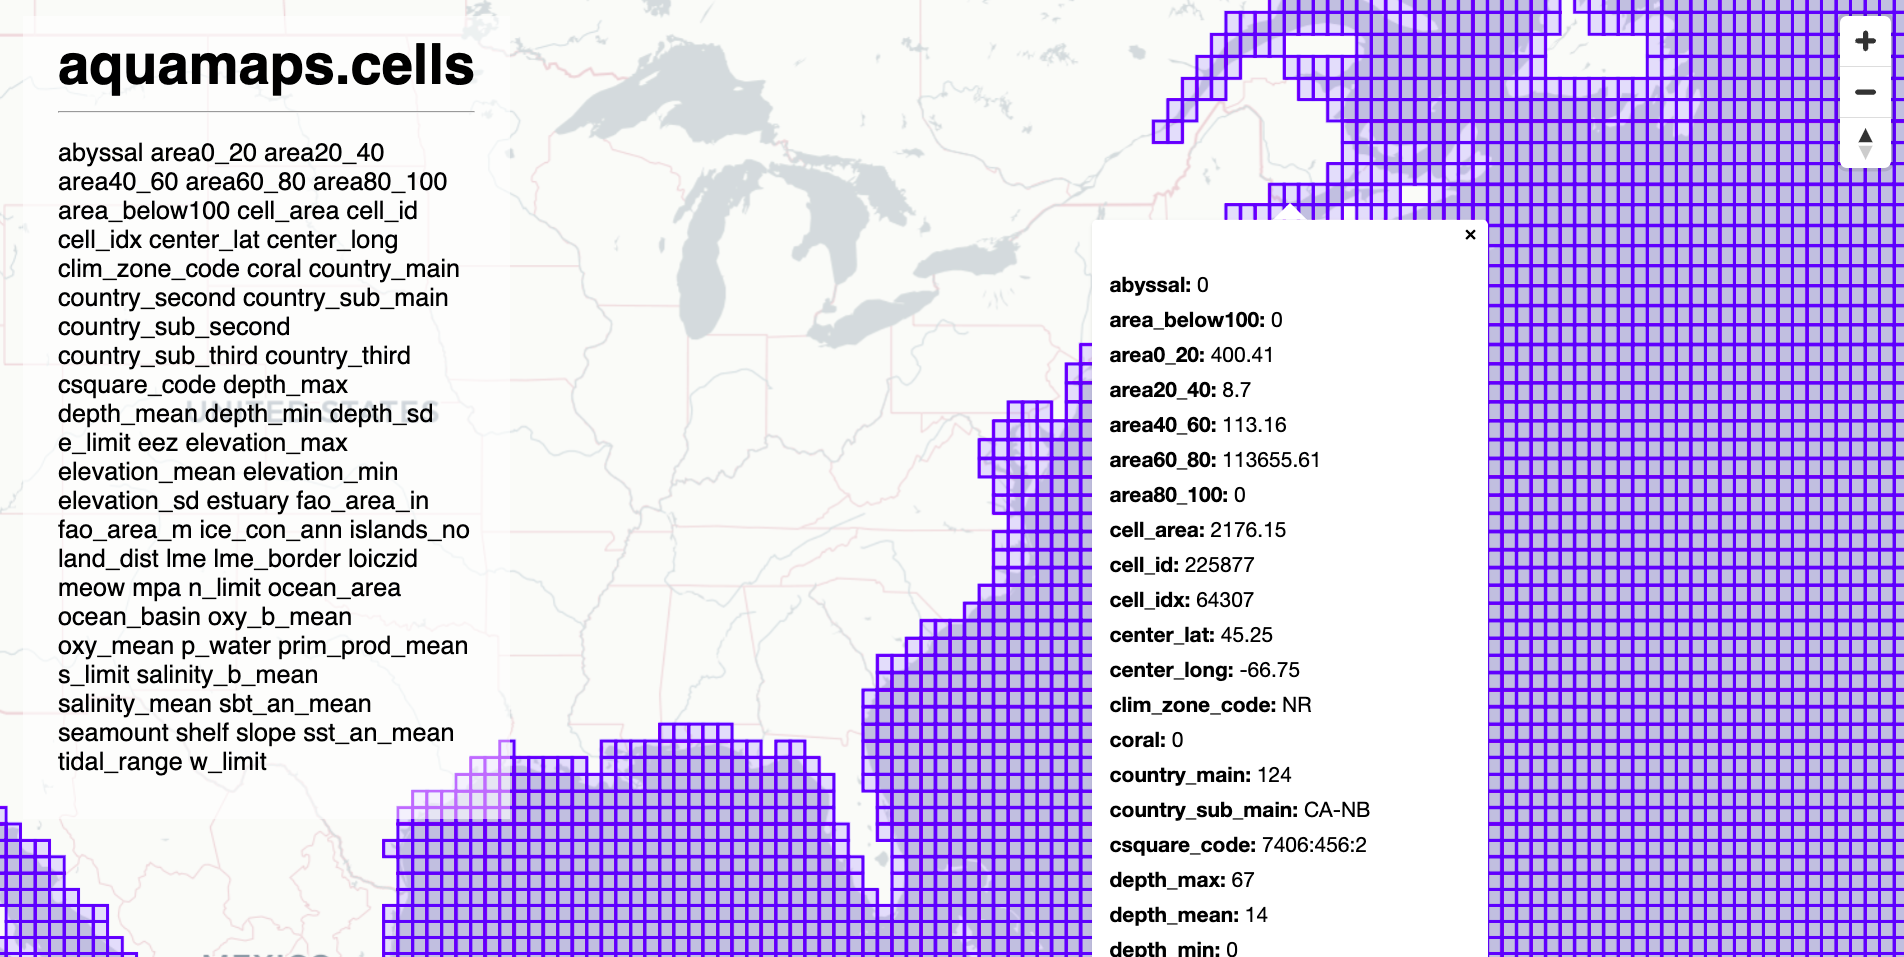 aquamaps.cells
abyssal area0_20 area20_40
area40_60 area60_80 area80_100
area_below100 cell_area cell_id
cell_idx center_lat center_long
clim_zone_code coral country_main
country_second country_sub_main
country_sub_second
country_sub_third country_third
csquare_code depth_max
depth_mean depth_min depth_sd
e_limit eez elevation_max
elevation_mean elevation_min
elevation_sd estuary fao_area_in
fao_area_m ice_con_ann islands_no
land_dist lme lme_border loiczid
meow mpa n_limit ocean_area
ocean_basin oxy_b_mean
oxy_mean p_water prim_prod_mean
s_limit salinity_b_mean
salinity_mean sbt_an_mean
seamount shelf slope sst_an_mean
tidal_range w_limit
UNITED STATES
MEXICO
×
abyssal: 0
area_below100: 0
area0_20: 400.41
area20_40: 8.7
area40_60: 113.16
area60_80: 113655.61
area80_100: 0
cell_area: 2176.15
cell_id: 225877
cell_idx: 64307
center_lat: 45.25
center_long: -66.75
clim_zone_code: NR
coral: 0
country_main: 124
country_sub_main: CA-NB
csquare_code: 7406:456:2
depth_max: 67
depth_mean: 14
depth_min: 0